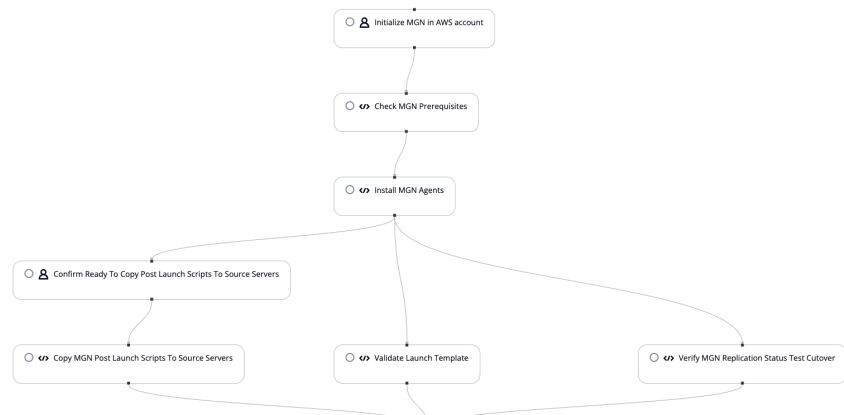 Initialize MGN in AWS account
Check MGN Prerequisites
Install MGN Agents
Confirm Ready To Copy Post Launch Scripts To Source Servers
Copy MGN Post Launch Scripts To Source Servers
Validate Launch Template
Verify MGN Replication Status Test Cutover